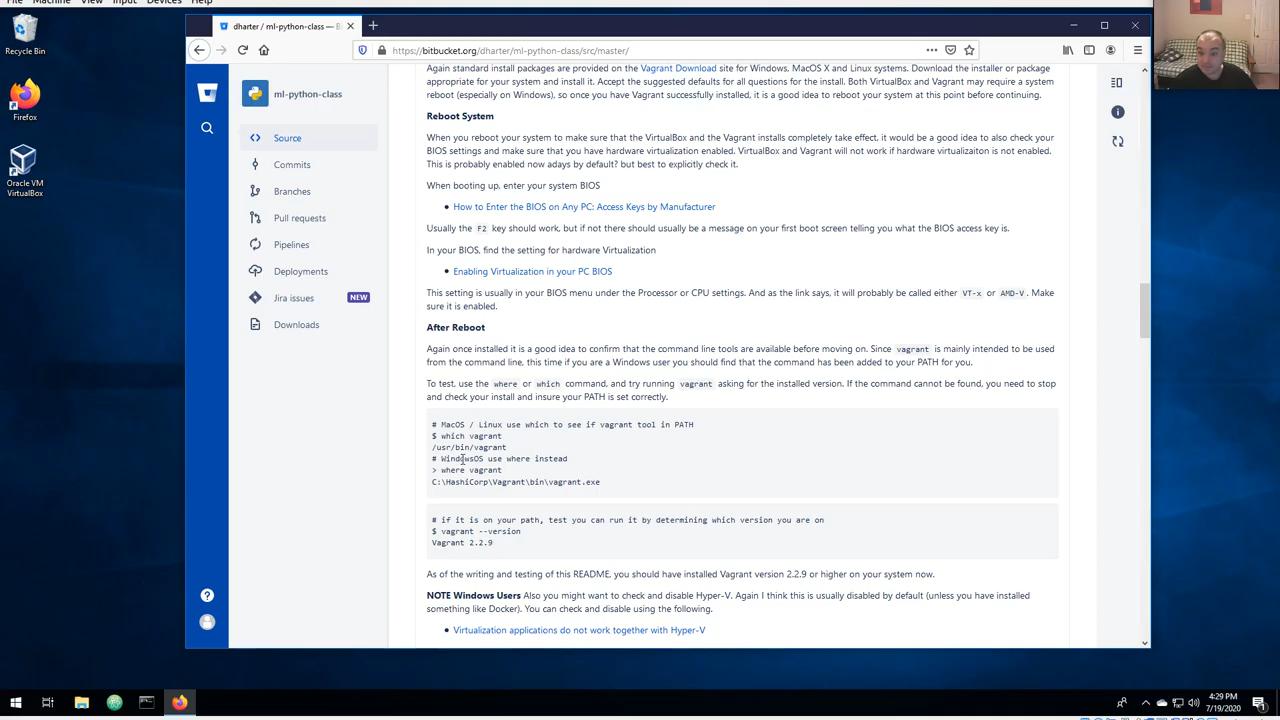 File Machine View Input Devices Help
dharter / ml-python-class — B
https://bitbucket.org/dharter/ml-python-class/src/master/
Recycle Bin
Firefox
Oracle VM
VirtualBox
ml-python-class
Source
Commits
Branches
Pull requests
Pipelines
Deployments
Jira issues NEW
Downloads
Again standard install packages are provided on the Vagrant Download site for Windows. MacOS X and Linux systems. Download the installer or package
appropriate for your system and install it. Accept the suggested defaults for all questions for the install. Both VirtualBox and Vagrant may require a system
reboot (especially on Windows), so once you have Vagrant successfully installed, it is a good idea to reboot your system at this point before continuing.
Reboot System
When you reboot your system to make sure that the VirtualBox and the Vagrant installs completely take effect, it would be a good idea to also check your
BIOS settings and make sure that you have hardware virtualization enabled. VirtualBox and Vagrant will not work if hardware virtualizaiton is not enabled.
This is probably enabled now adays by default? but best to explicitly check it.
When booting up, enter your system BIOS
• How to Enter the BIOS on Any PC: Access Keys by Manufacturer
Usually the F2 key should work, but if not there should usually be a message on your first boot screen telling you what the BIOS access key is.
In your BIOS, find the setting for hardware Virtualization
• Enabling Virtualization in your PC BIOS
This setting is usually in your BIOS menu under the Processor or CPU settings. And as the link says, it will probably be called either VT-x or AMD-V. Make
sure it is enabled.
After Reboot
Again once installed it is a good idea to confirm that the command line tools are available before moving on. Since vagrant is mainly intended to be used
from the command line, this time if you are a Windows user you should find that the command has been added to your PATH for you.
To test, use the where or which command, and try running vagrant asking for the installed version. If the command cannot be found, you need to stop
and check your install and insure your PATH is set correctly.
# MacOS / Linux use which to see if vagrant tool in PATH
$ which vagrant
/usr/bin/vagrant
# WindowsOS use where instead
> where vagrant
C:\HashiCorp\Vagrant\bin\vagrant.exe
# if it is on your path, test you can run it by determining which version you are on
$ vagrant --version
Vagrant 2.2.9
As of the writing and testing of this README, you should have installed Vagrant version 2.2.9 or higher on your system now.
NOTE Windows Users Also you might want to check and disable Hyper-V. Again I think this is usually disabled by default (unless you have installed
something like Docker). You can check and disable using the following.
• Virtualization applications do not work together with Hyper-V
4:29 PM
7/19/2020